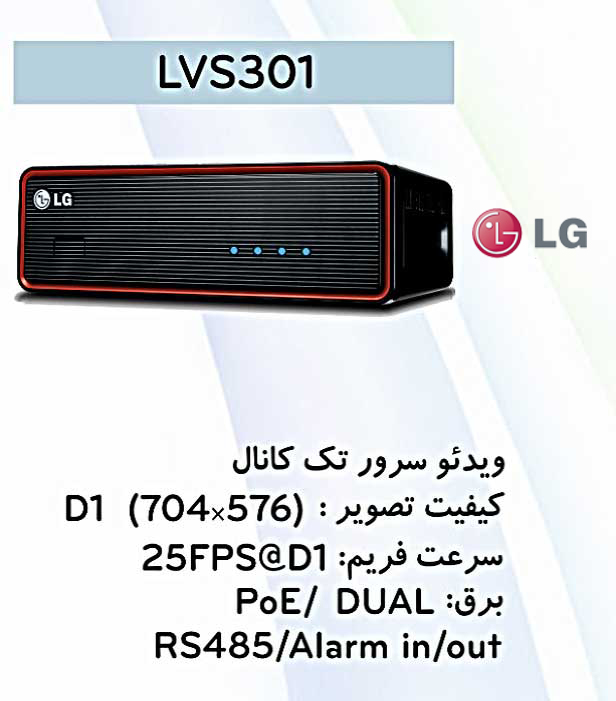 LVS301
LG
LG
ویدئو سرور تک کانال
کیفیت تصویر : D1 (704×576)
سرعت فریم: 25FPS@D1
برق: PoE/ DUAL
RS485/Alarm in/out